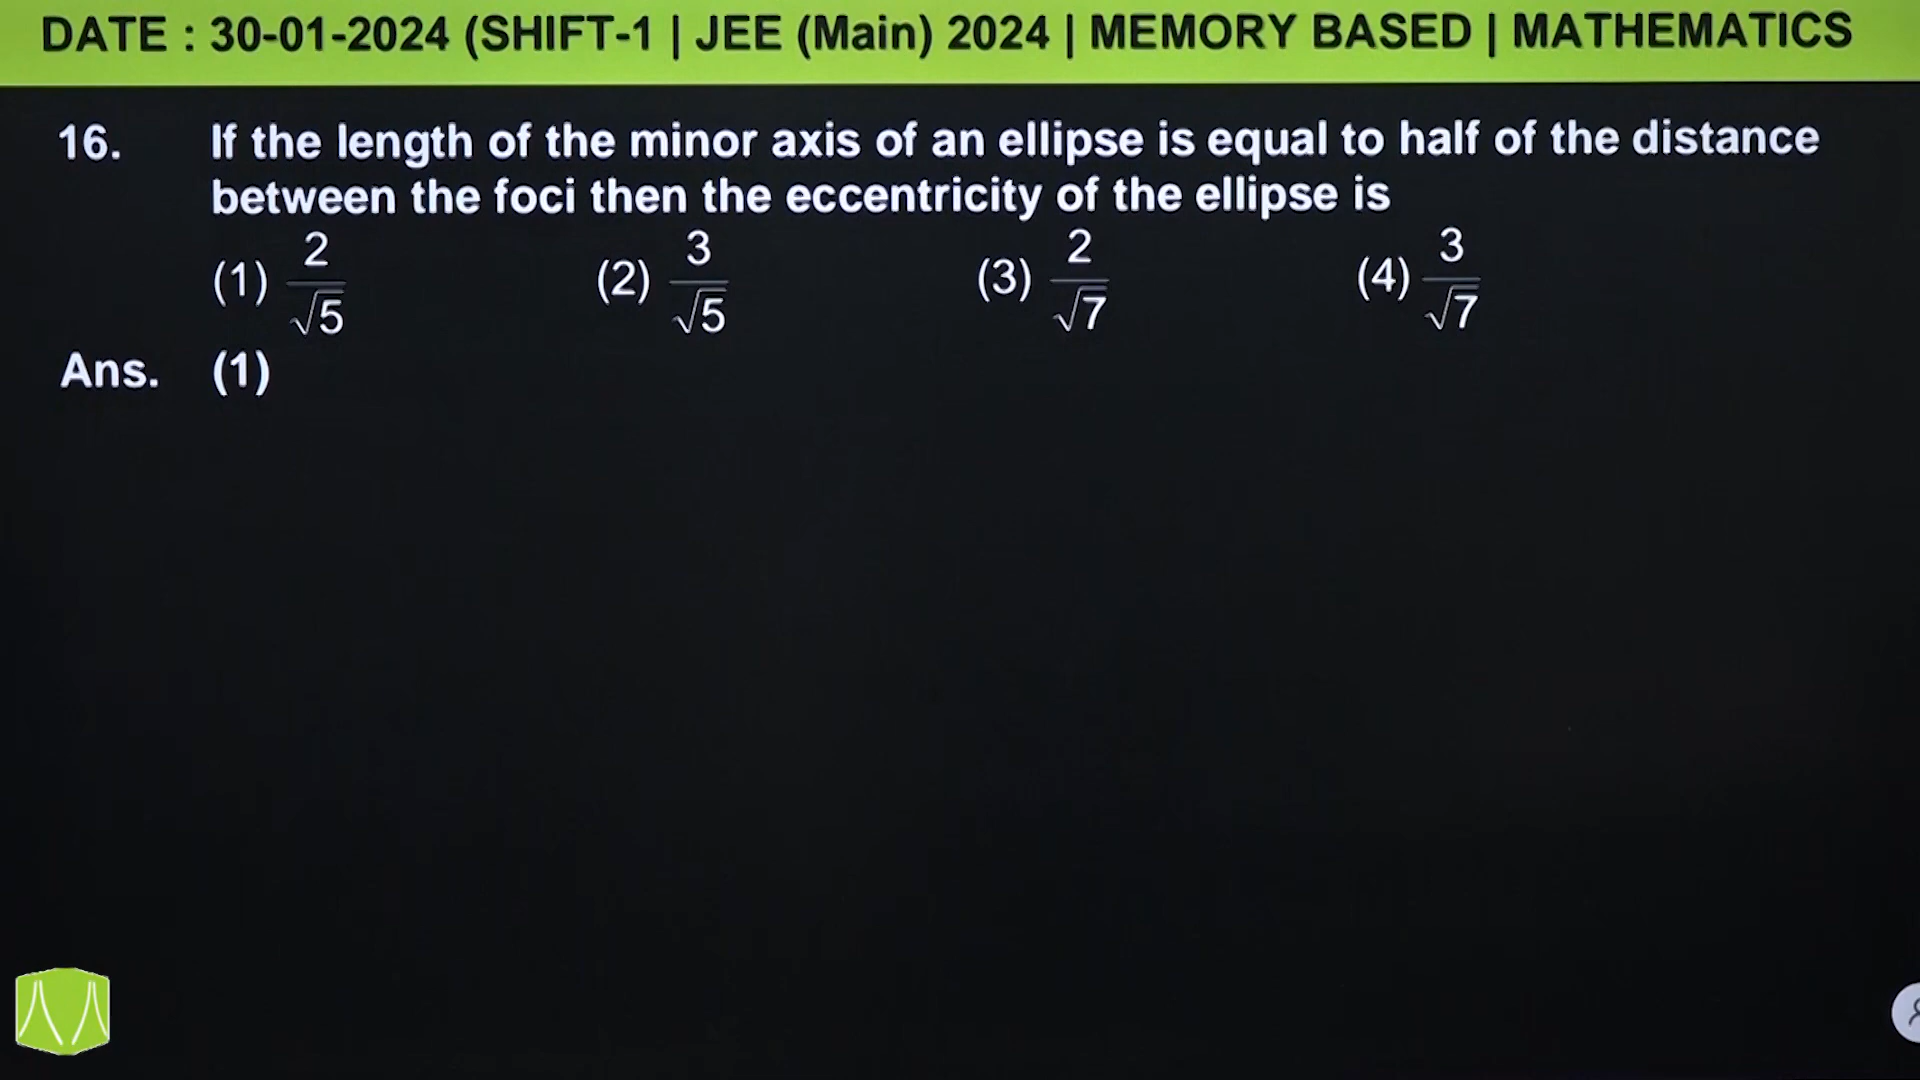 DATE : 30-01-2024 (SHIFT-1 | JEE (Main) 2024 | MEMORY BASED | MATHEMATICS
16. If the length of the minor axis of an ellipse is equal to half of the distance
between the foci then the eccentricity of the ellipse is
(1) 2/√5 (2) 3/√5 (3) 2/√7 (4) 3/√7
Ans. (1)